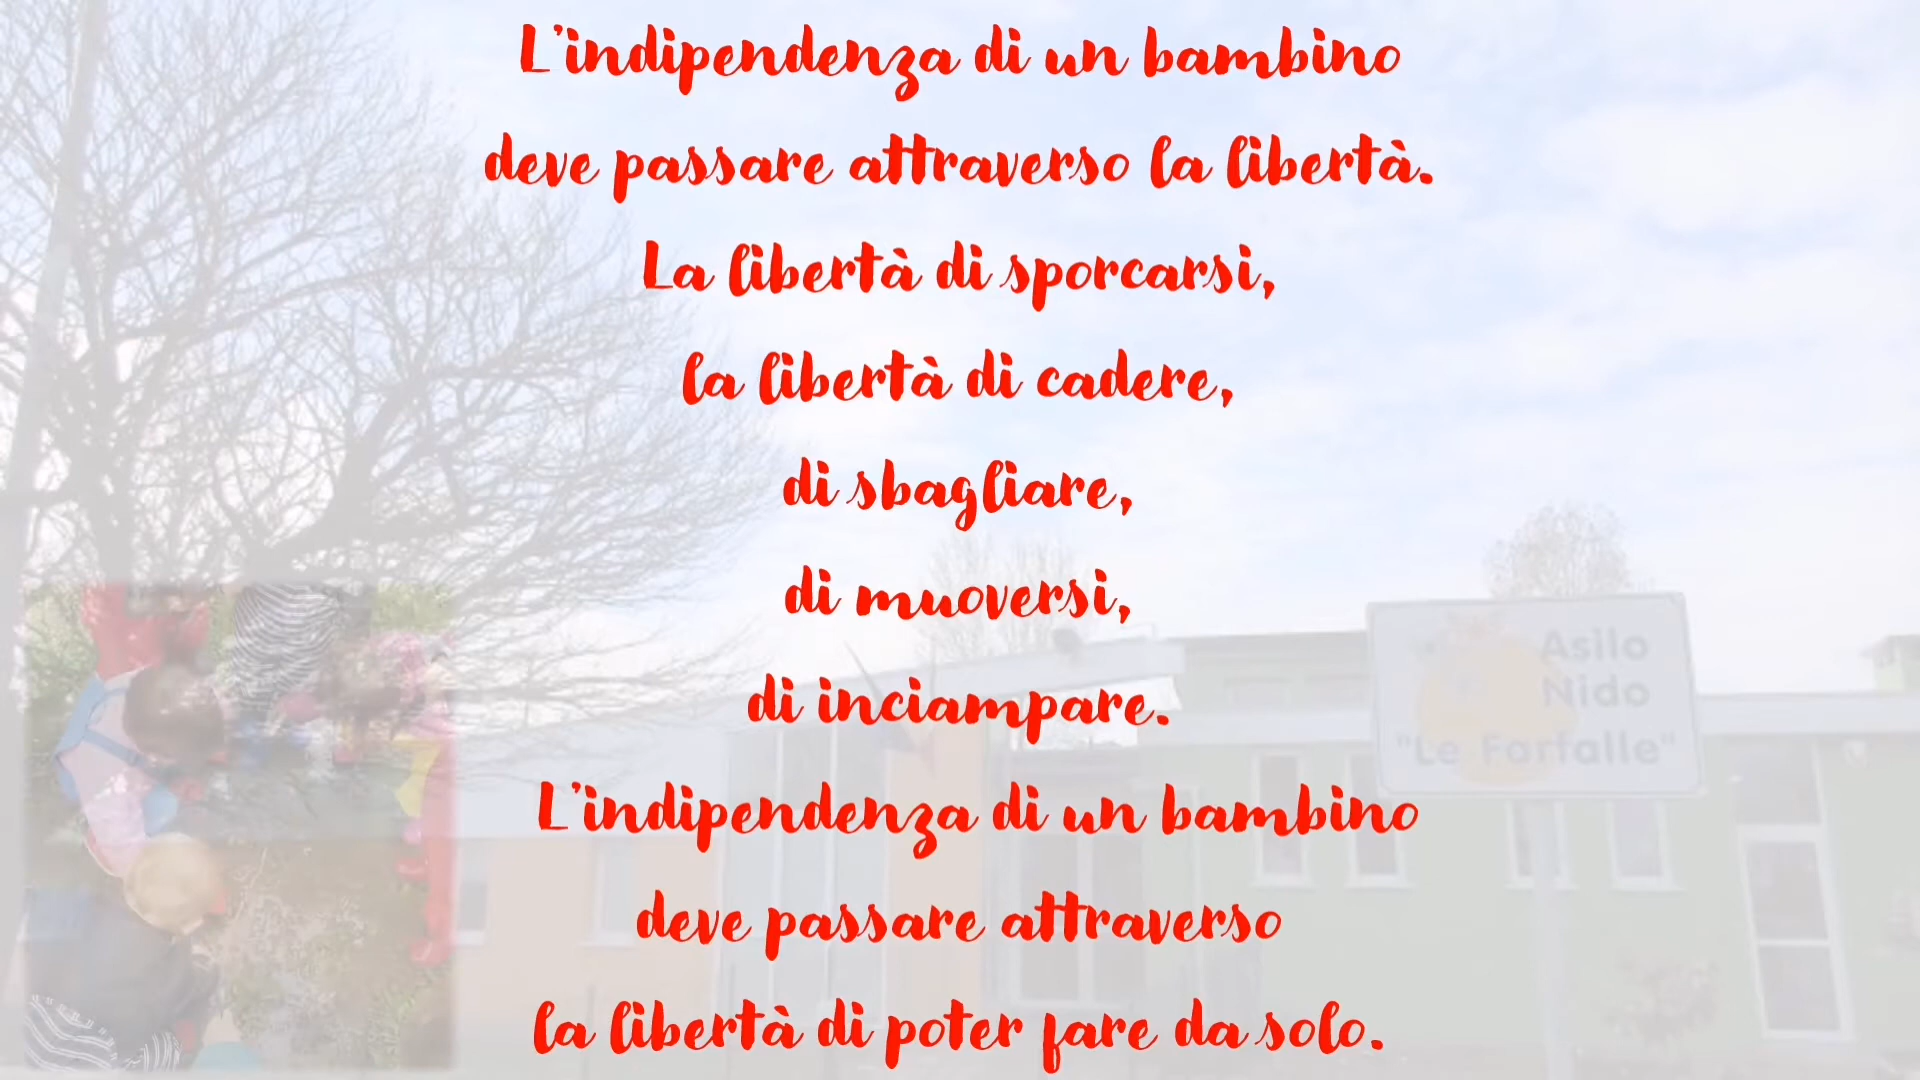 L'indipendenza di un bambino
deve passare attraverso la libertà.
La libertà di sporcarsi,
la libertà di cadere,
di sbagliare,
di muoversi,
di inciampare.
L'indipendenza di un bambino
deve passare attraverso
la libertà di poter fare da solo.
Asilo
Nido
"Le Farfalle"